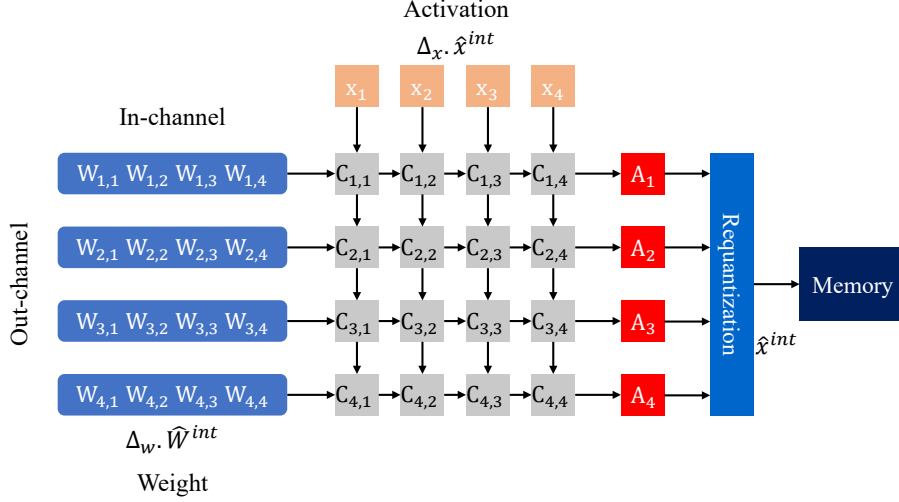 Activation
Δₓ. x̂^{int}
x₁ x₂ x₃ x₄
In-channel
W₁,₁ W₁,₂ W₁,₃ W₁,₄ C₁,₁ C₁,₂ C₁,₃ C₁,₄ A₁
W₂,₁ W₂,₂ W₂,₃ W₂,₄ C₂,₁ C₂,₂ C₂,₃ C₂,₄ A₂
W₃,₁ W₃,₂ W₃,₃ W₃,₄ C₃,₁ C₃,₂ C₃,₃ C₃,₄ A₃
W₄,₁ W₄,₂ W₄,₃ W₄,₄ C₄,₁ C₄,₂ C₄,₃ C₄,₄ A₄
Out-channel
Requantization
Memory
x̂^{int}
Δ_w. Ŵ^{int}
Weight